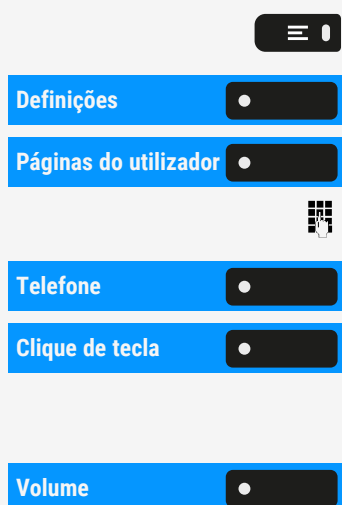 Definições
Páginas do utilizador
Telefone
Clique de tecla
Volume